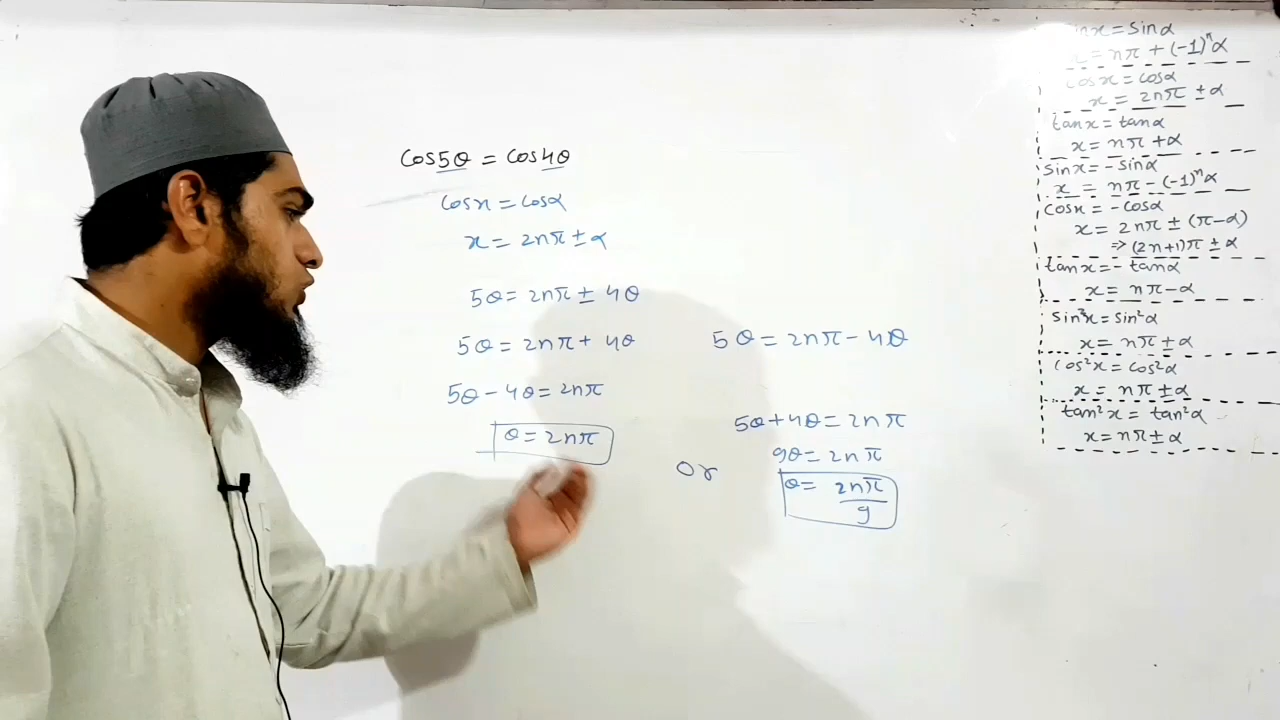 cos5θ = cos4θ
cosx = cosα
x = 2nπ ± α
5θ = 2nπ ± 4θ
5θ = 2nπ + 4θ
5θ - 4θ = 2nπ
θ = 2nπ
or
5θ = 2nπ - 4θ
5θ + 4θ = 2nπ
9θ = 2nπ
θ = 2nπ/9
= sinα
= nπ + (-1)ⁿα
cosx = cosα
x = 2nπ ± α
tanx = tanα
x = nπ + α
sinx = - sinα
x = nπ - (-1)ⁿα
cosx = - cosα
x = 2nπ ± (π - α)
⇒ (2n+1)π ± α
tanx = - tanα
x = nπ - α
sin²x = sin²α
x = nπ ± α
cos²x = cos²α
x = nπ ± α
tan²x = tan²α
x = nπ ± α